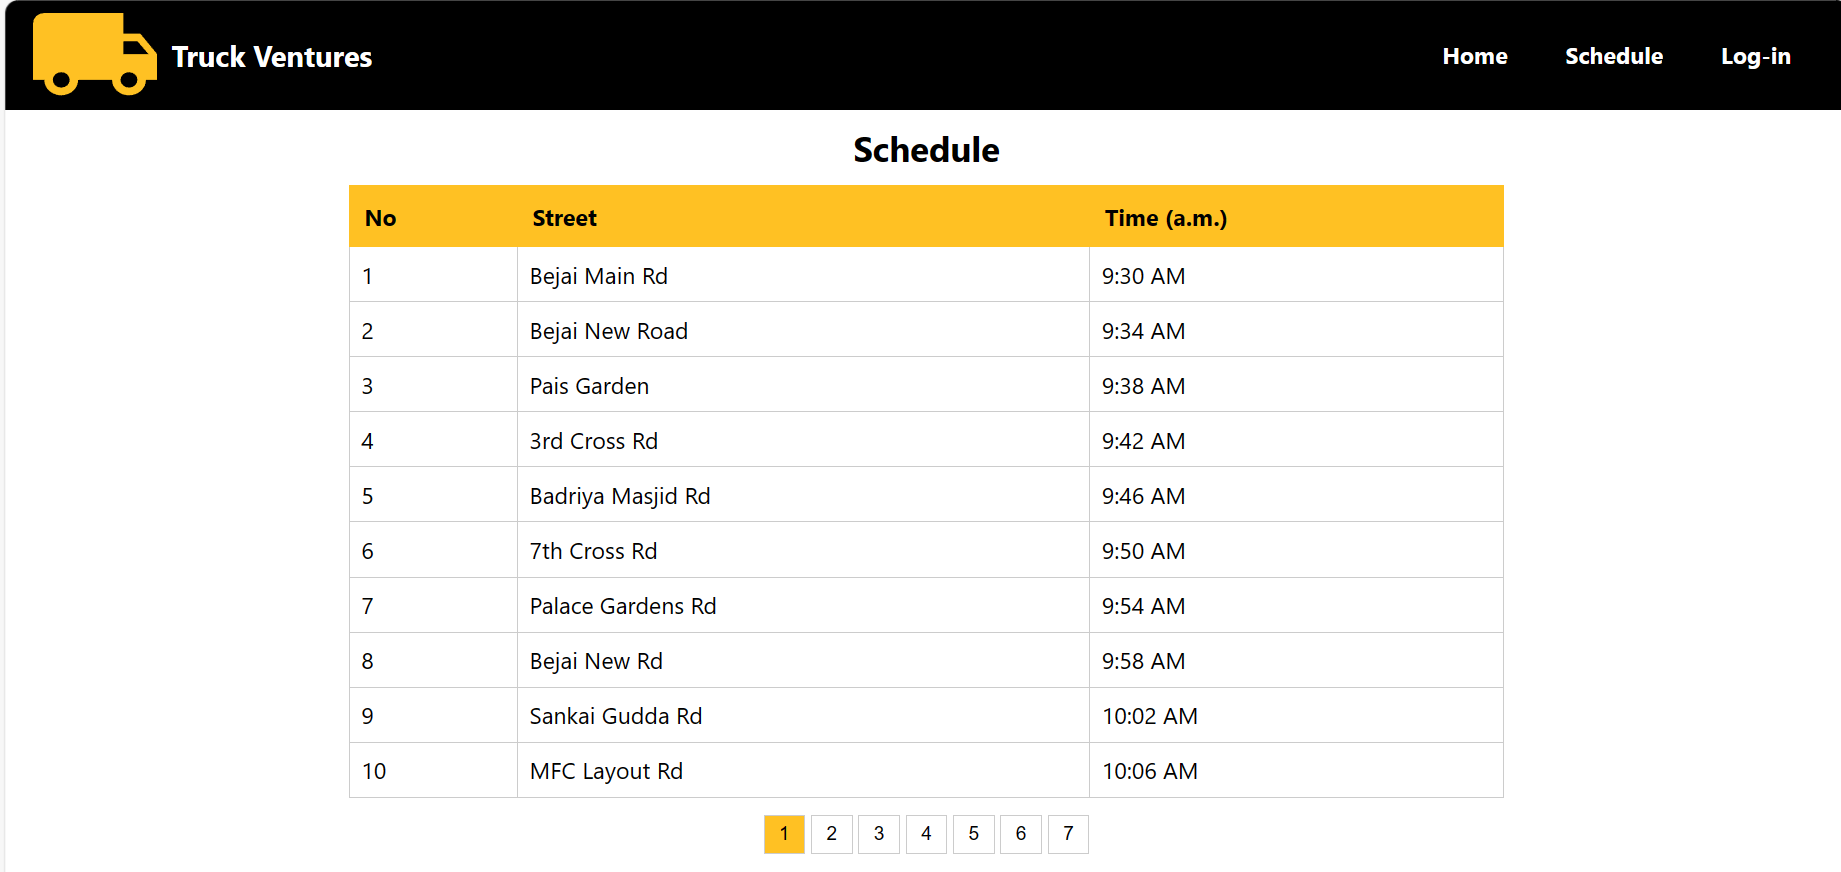 Truck Ventures Home Schedule Log-in
Schedule
No Street Time (a.m.)
1 Bejai Main Rd 9:30 AM
2 Bejai New Road 9:34 AM
3 Pais Garden 9:38 AM
4 3rd Cross Rd 9:42 AM
5 Badriya Masjid Rd 9:46 AM
6 7th Cross Rd 9:50 AM
7 Palace Gardens Rd 9:54 AM
8 Bejai New Rd 9:58 AM
9 Sankai Gudda Rd 10:02 AM
10 MFC Layout Rd 10:06 AM
1 2 3 4 5 6 7